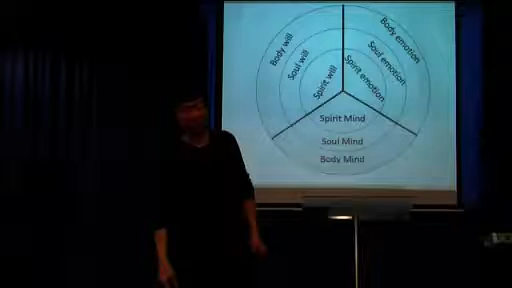 Body will
Soul will
Spirit will
Body emotion
Soul emotion
Spirit emotion
Spirit Mind
Soul Mind
Body Mind